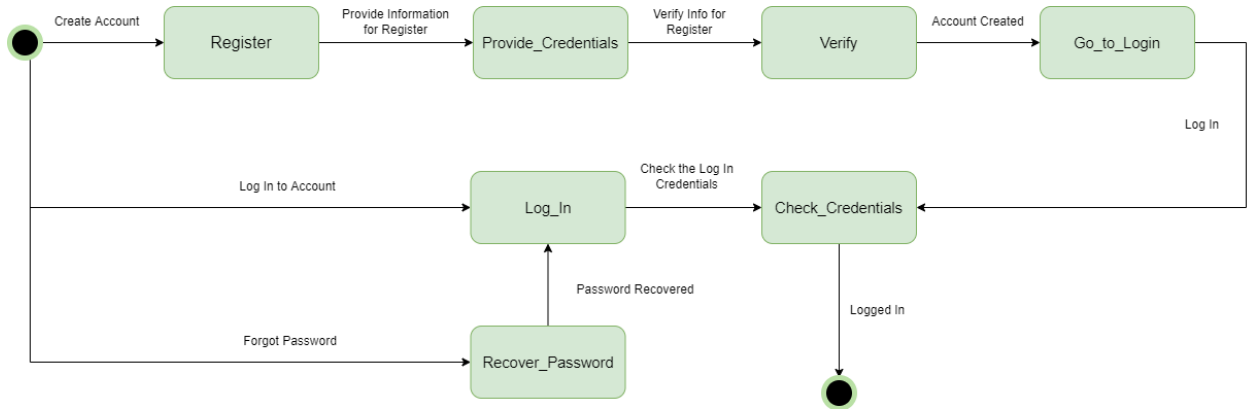 Create Account
Register
Provide Information
for Register
Provide_Credentials
Verify Info for
Register
Verify
Account Created
Go_to_Login
Log In
Log In to Account
Log_In
Check the Log In
Credentials
Check_Credentials
Password Recovered
Logged In
Forgot Password
Recover_Password